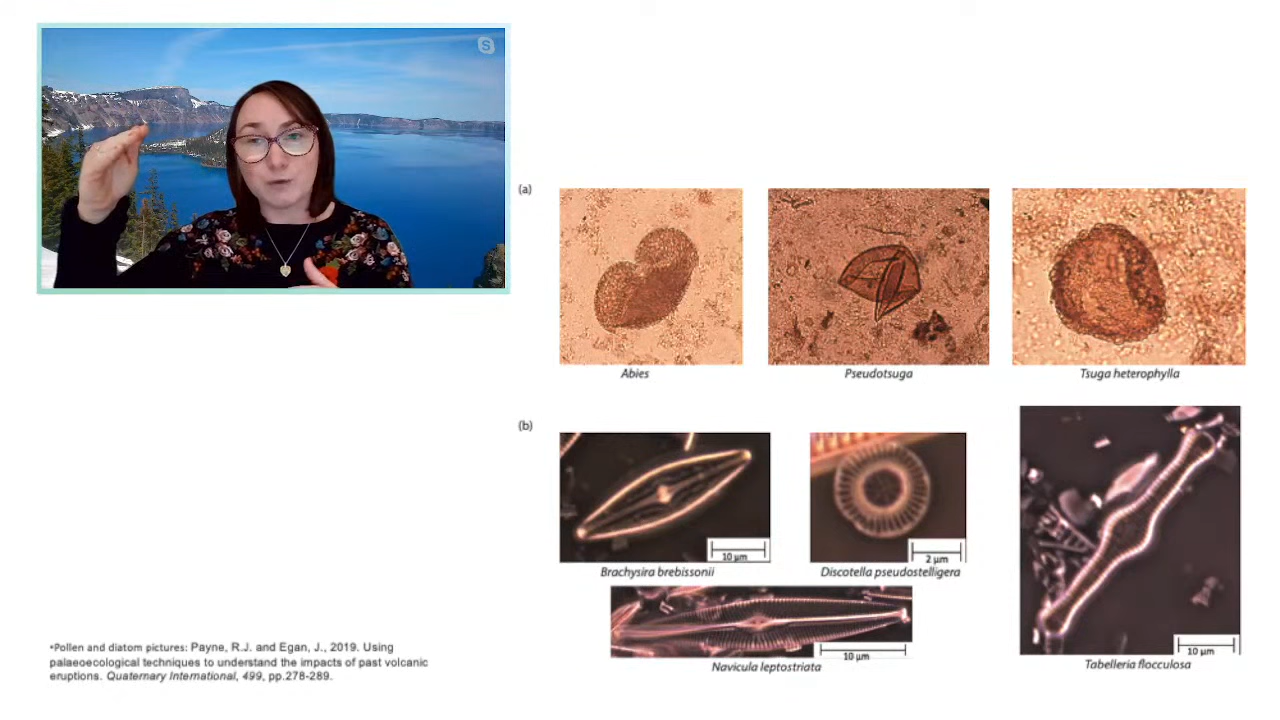 (a)
Abies
Pseudotsuga
Tsuga heterophylla
(b)
10 µm
Brachysira brebissonii
2 µm
Discotella pseudostelligera
10 µm
Navicula leptostriata
10 µm
Tabelleria flocculosa
*Pollen and diatom pictures: Payne, R.J. and Egan, J., 2019. Using
palaeoecological techniques to understand the impacts of past volcanic
eruptions. Quaternary International, 499, pp.278-289.